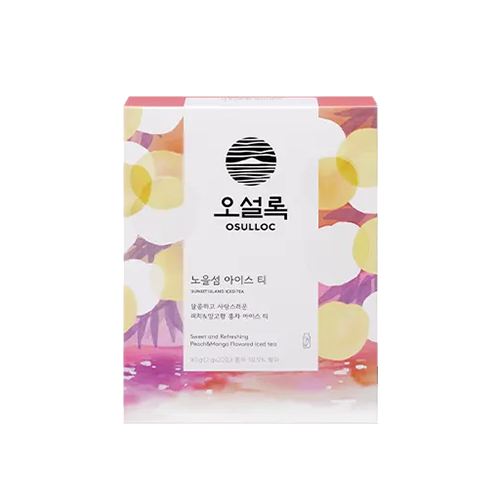 오설록
OSULLOC
노을섬 아이스 티
SUNSET ISLAND ICED TEA
달콤하고 사랑스러운
피치&망고향 홍차 아이스 티
Sweet and Refreshing
Peach&Mango Flavored Iced tea